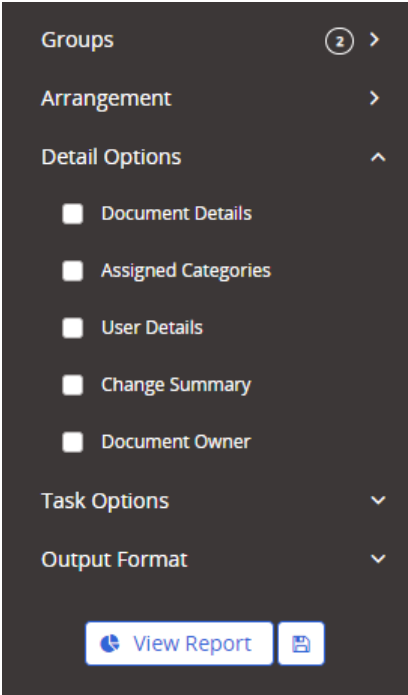 Groups 2
Arrangement
Detail Options
Document Details
Assigned Categories
User Details
Change Summary
Document Owner
Task Options
Output Format
View Report